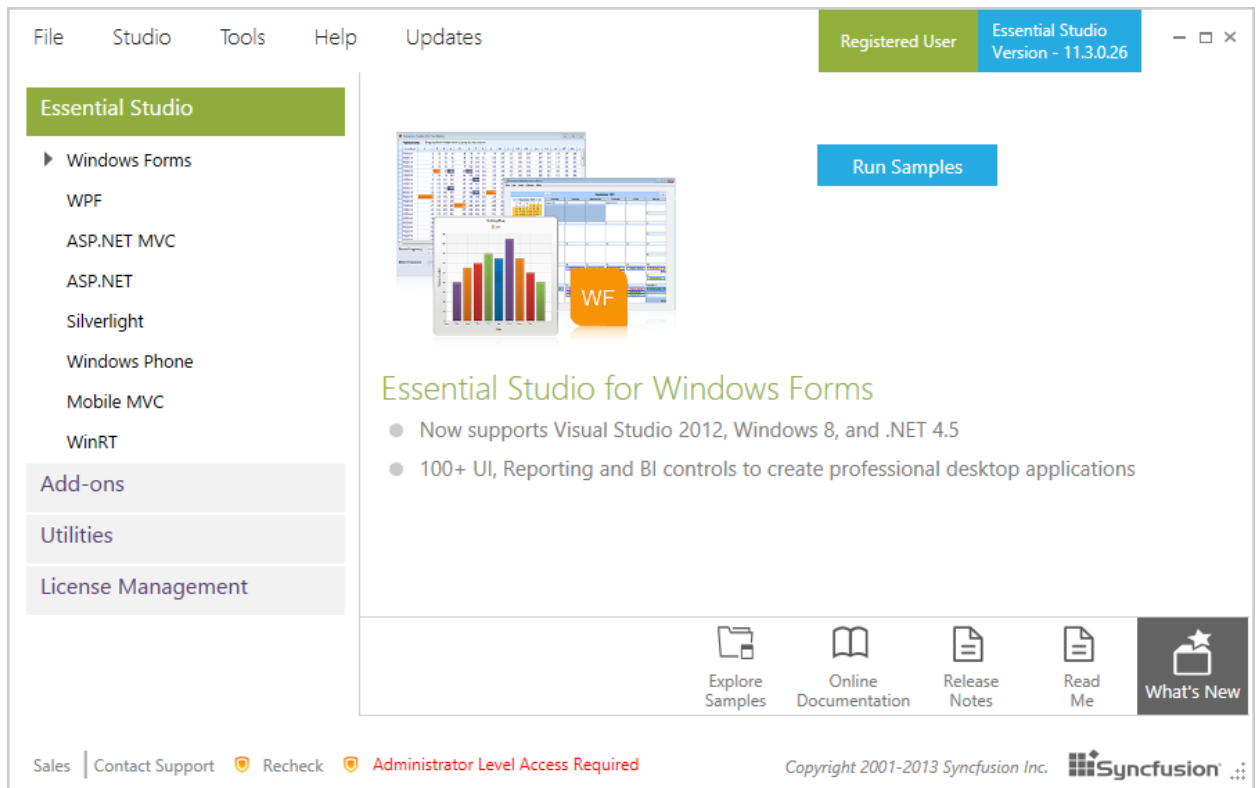 File Studio Tools Help Updates
Registered User
Essential Studio
Version - 11.3.0.26
Essential Studio
Windows Forms
WPF
ASP.NET MVC
ASP.NET
Silverlight
Windows Phone
Mobile MVC
WinRT
Add-ons
Utilities
License Management
Run Samples
WF
Essential Studio for Windows Forms
Now supports Visual Studio 2012, Windows 8, and .NET 4.5
100+ UI, Reporting and BI controls to create professional desktop applications
Explore
Samples
Online
Documentation
Release
Notes
Read
Me
What's New
Sales Contact Support Recheck Administrator Level Access Required
Copyright 2001-2013 Syncfusion Inc.
Syncfusion